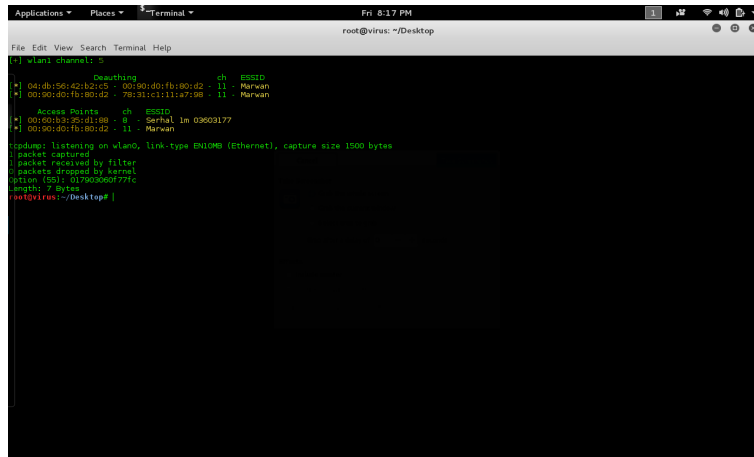 Applications Places Terminal Fri 8:17 PM 1
root@virus: ~/Desktop
File Edit View Search Terminal Help
[+] wlan1 channel: 5
Deauthing ch ESSID
[*] 04:db:56:42:b2:c5 - 00:90:d0:fb:80:d2 - 11 - Marwan
[*] 00:90:d0:fb:80:d2 - 78:31:c1:11:a7:98 - 11 - Marwan
Access Points ch ESSID
[*] 00:60:b3:35:d1:88 - 8 - Serhal 1m 03603177
[*] 00:90:d0:fb:80:d2 - 11 - Marwan
tcpdump: listening on wlan0, link-type EN10MB (Ethernet), capture size 1500 bytes
1 packet captured
1 packet received by filter
0 packets dropped by kernel
Option (55): 017903060f77fc
Length: 7 Bytes
root@virus:~/Desktop#